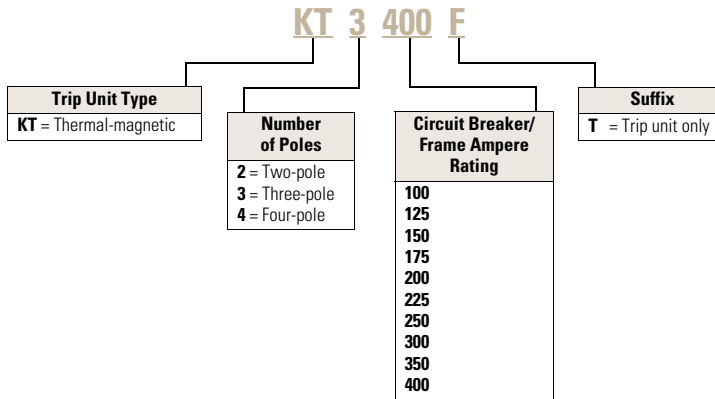 KT 3 400 F
Trip Unit Type
KT = Thermal-magnetic
Number
of Poles
2 = Two-pole
3 = Three-pole
4 = Four-pole
Circuit Breaker/
Frame Ampere
Rating
100
125
150
175
200
225
250
300
350
400
Suffix
T = Trip unit only